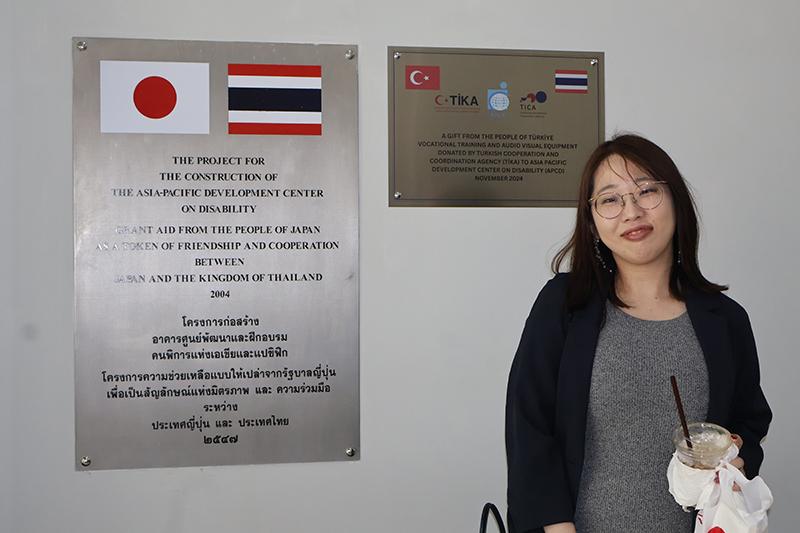 THE PROJECT FOR
THE CONSTRUCTION OF
THE ASIA-PACIFIC DEVELOPMENT CENTER
ON DISABILITY
GRANT AID FROM THE PEOPLE OF JAPAN
AS A TOKEN OF FRIENDSHIP AND COOPERATION
BETWEEN
JAPAN AND THE KINGDOM OF THAILAND
2004
โครงการก่อสร้าง
อาคารศูนย์พัฒนาและฝึกอบรม
คนพิการแห่งเอเชียและแปซิฟิก
โครงการความช่วยเหลือแบบให้เปล่าจากรัฐบาลญี่ปุ่น
เพื่อเป็นสัญลักษณ์แห่งมิตรภาพ และ ความร่วมมือ
ระหว่าง
ประเทศญี่ปุ่น และ ประเทศไทย
๒๕๔๗
TİKA
TICA
A GIFT FROM THE PEOPLE OF TÜRKİYE
VOCATIONAL TRAINING AND AUDIO VISUAL EQUIPMENT
DONATED BY TURKISH COOPERATION AND
COORDINATION AGENCY (TİKA) TO ASIA PACIFIC
DEVELOPMENT CENTER ON DISABILITY (APCD)
NOVEMBER 2024